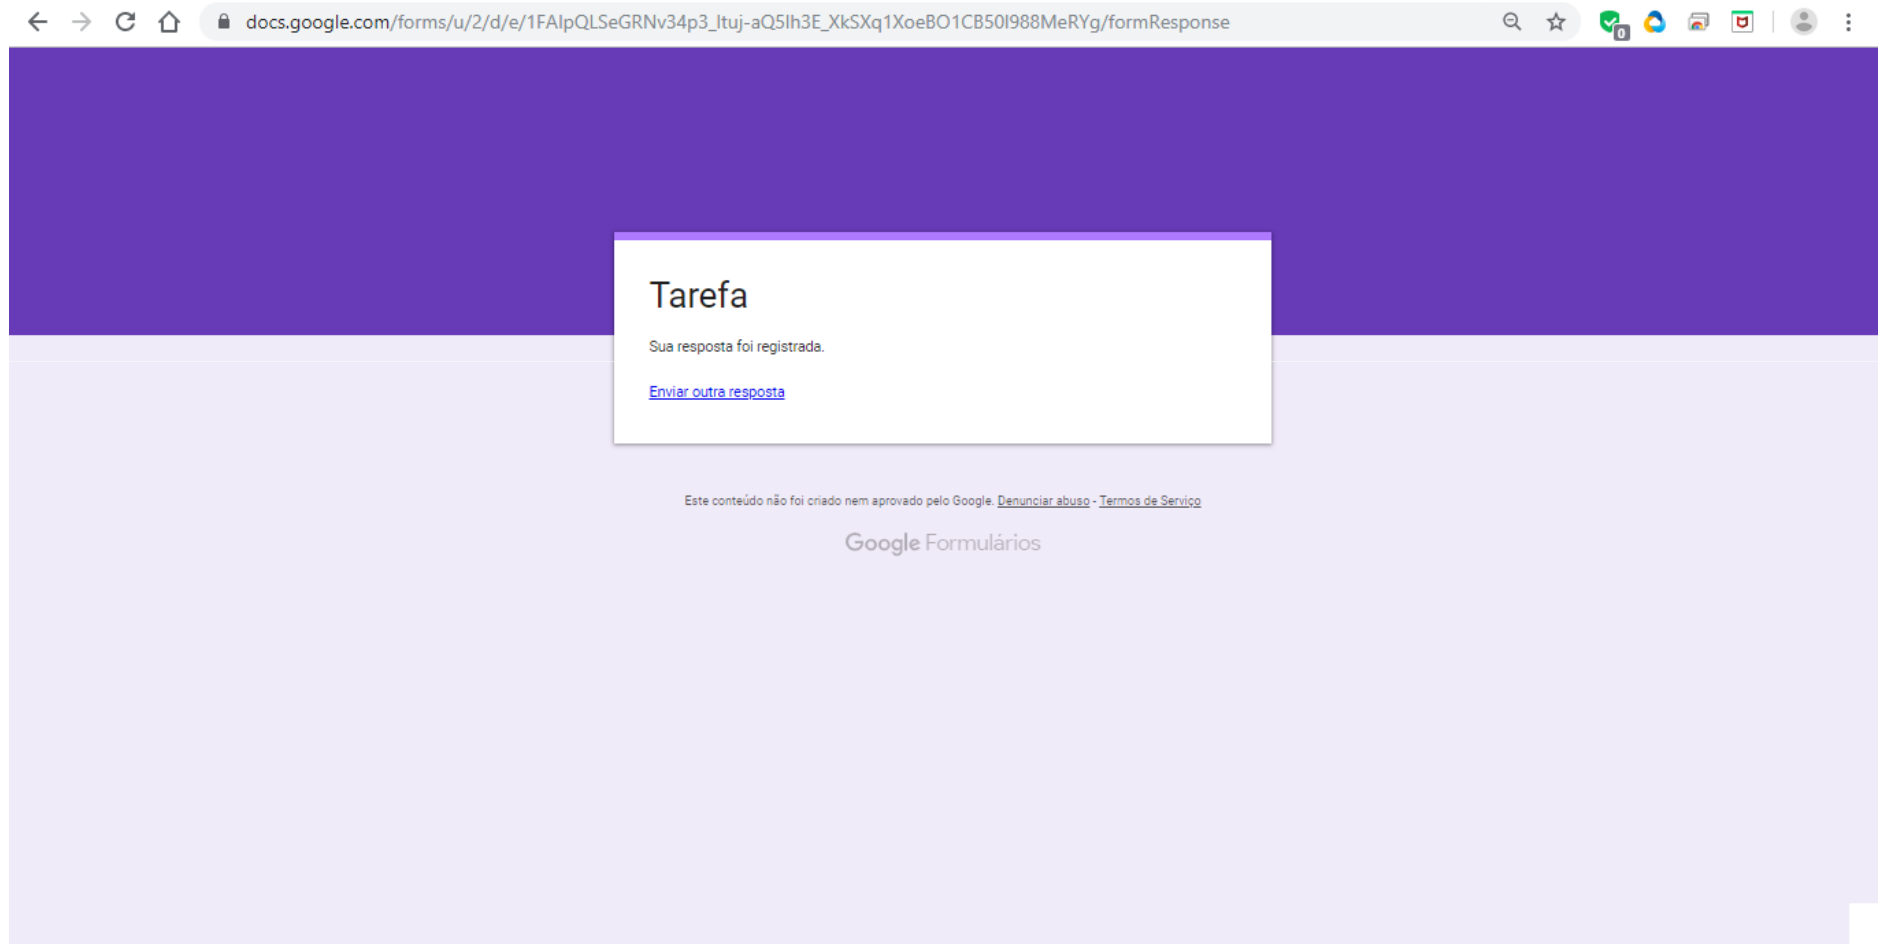 docs.google.com/forms/u/2/d/e/1FAIpQLSeGRNv34p3_Ituj-aQ5Ih3E_XkSXq1XoeBO1CB50I988MeRYg/formResponse
0
Tarefa
Sua resposta foi registrada.
Enviar outra resposta
Este conteúdo não foi criado nem aprovado pelo Google. Denunciar abuso - Termos de Serviço
Google Formulários